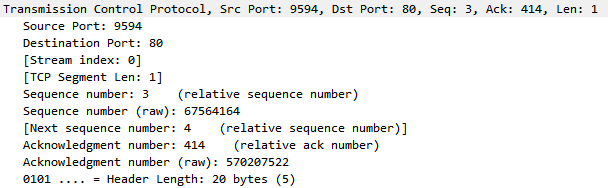 Transmission Control Protocol, Src Port: 9594, Dst Port: 80, Seq: 3, Ack: 414, Len: 1
Source Port: 9594
Destination Port: 80
[Stream index: 0]
[TCP Segment Len: 1]
Sequence number: 3    (relative sequence number)
Sequence number (raw): 67564164
[Next sequence number: 4    (relative sequence number)]
Acknowledgment number: 414    (relative ack number)
Acknowledgment number (raw): 570207522
0101 .... = Header Length: 20 bytes (5)